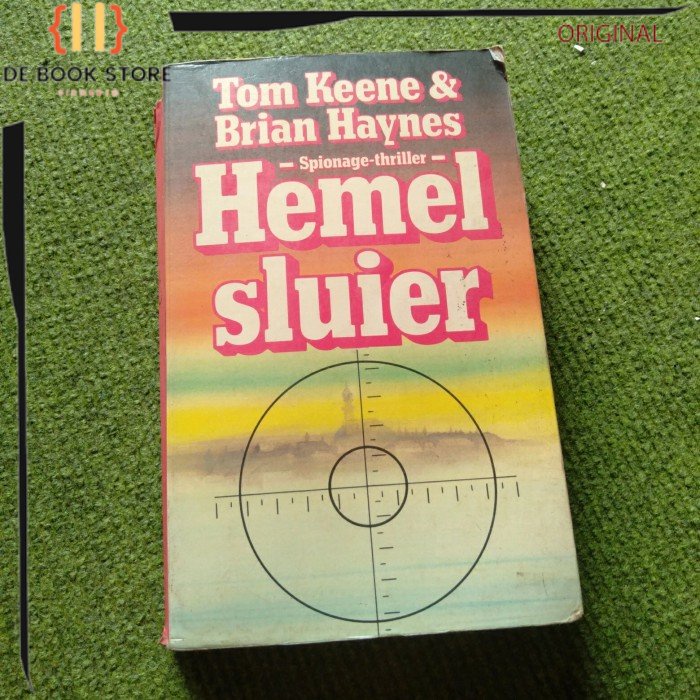 DE BOOK STORE
ORIGINAL
Tom Keene &
Brian Haynes
– Spionage-thriller –
Hemel
sluier